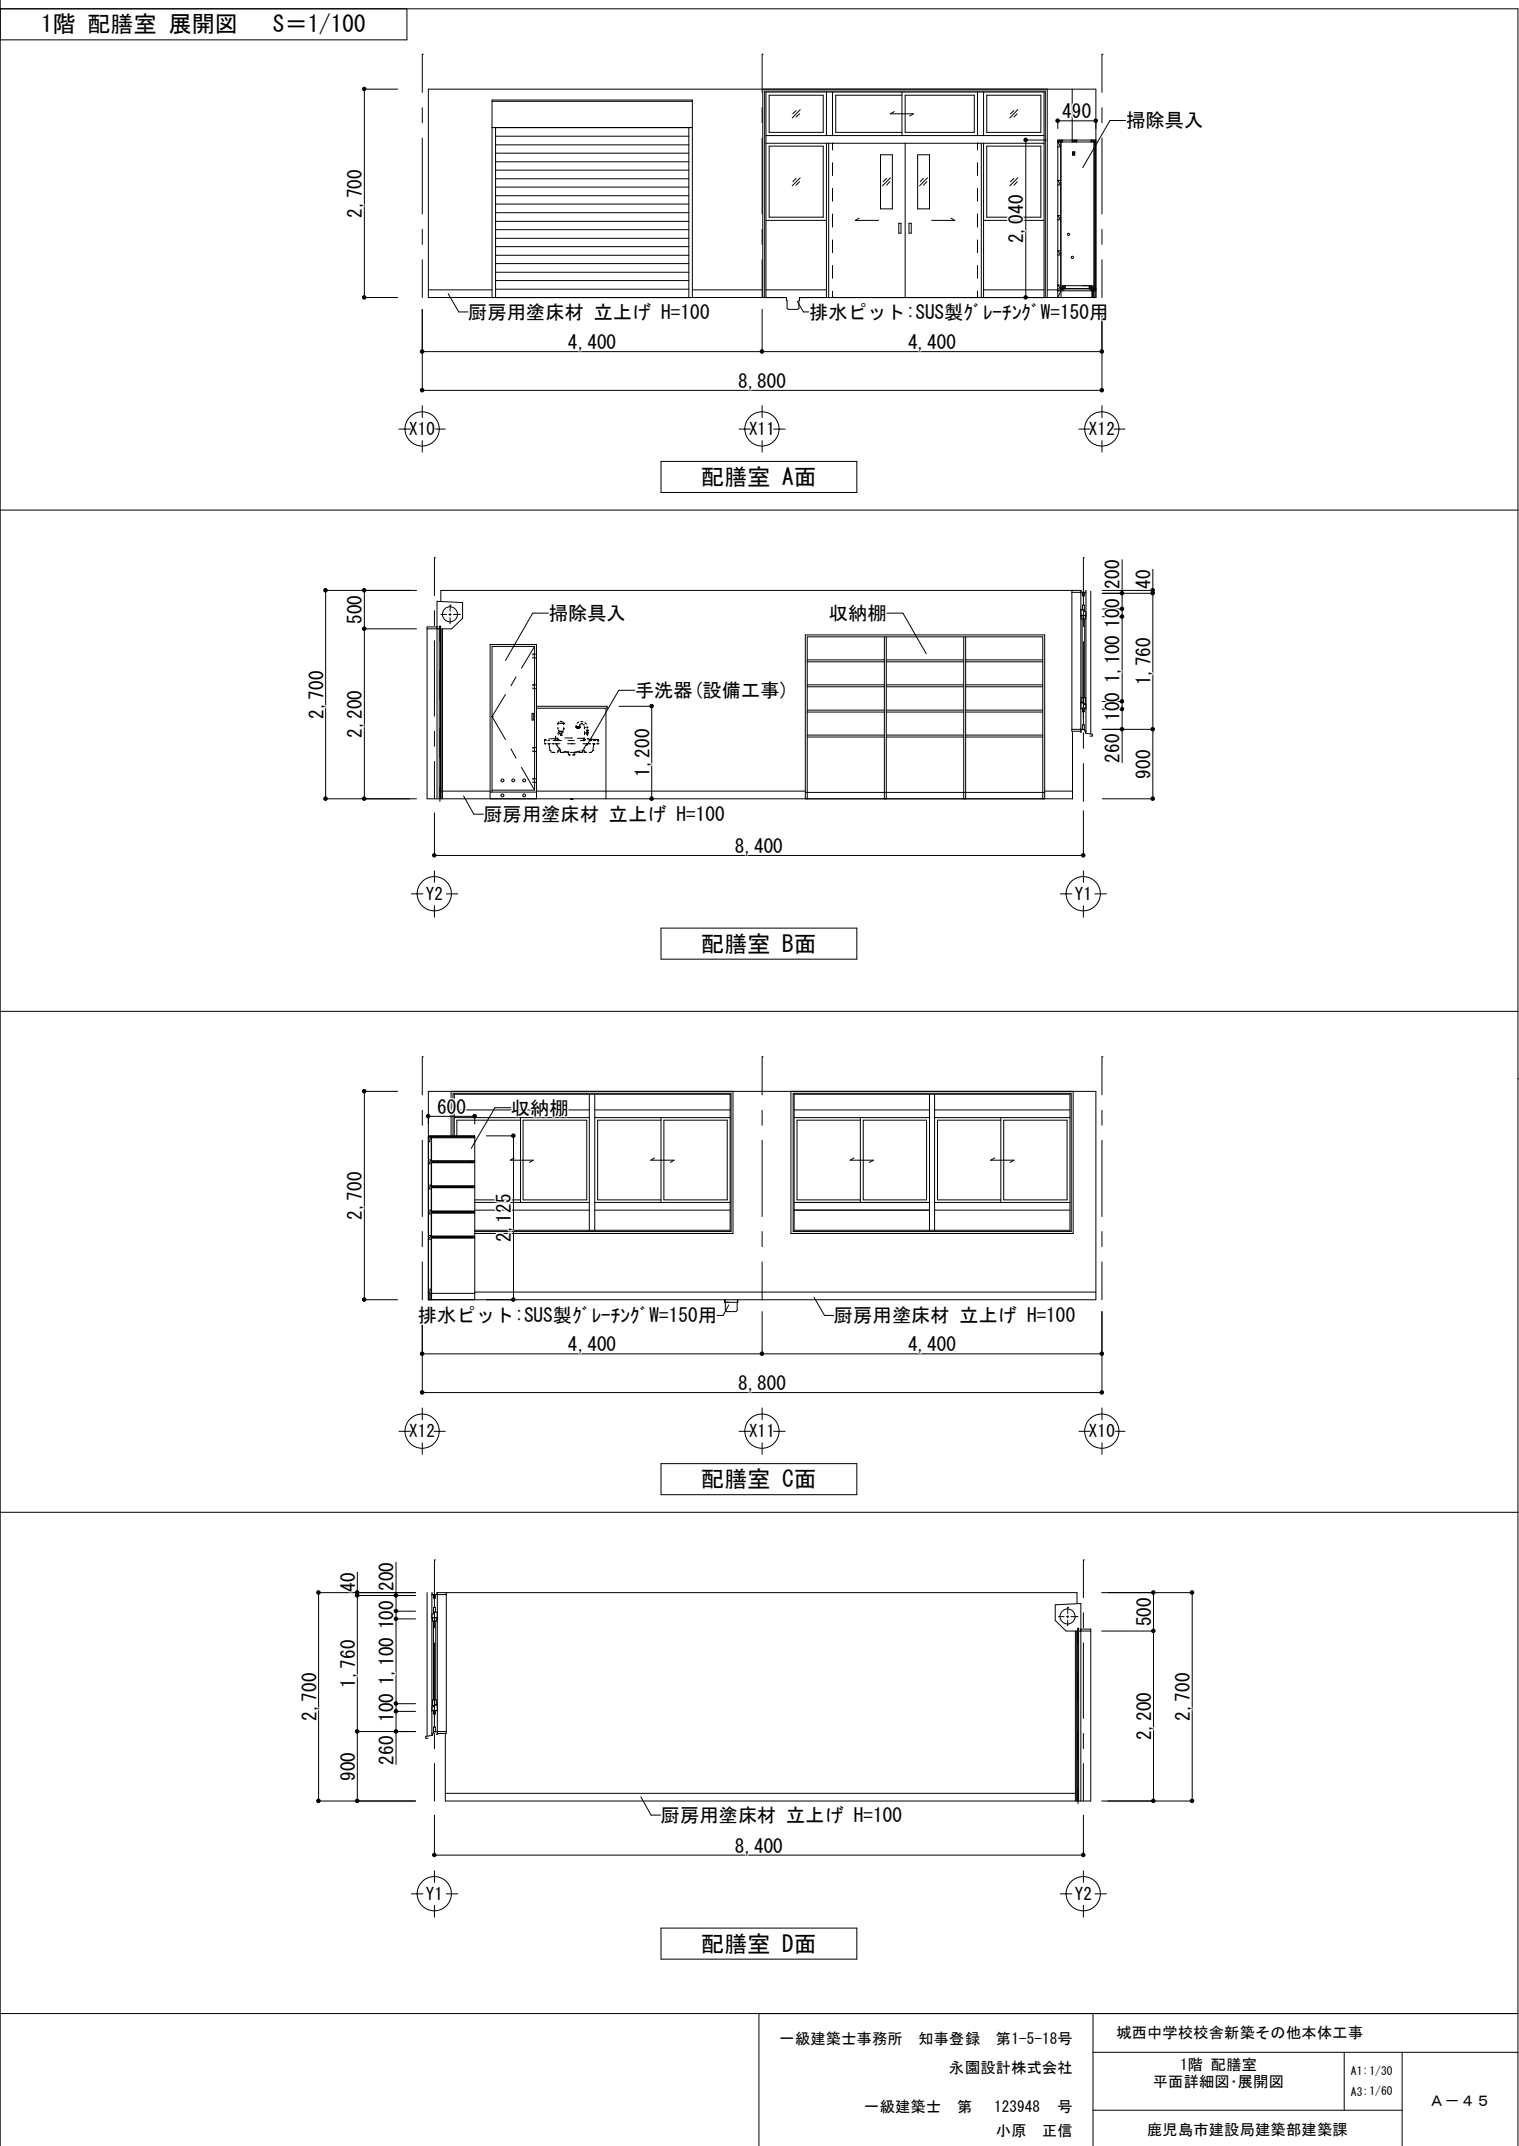 1階 配膳室 展開図 S=1/100
490
掃除具入
2,700
2,040
厨房用塗床材 立上げ H=100
排水ピット:SUS製グレーチングW=150用
4,400
4,400
8,800
X10
X11
X12
配膳室 A面
500
2,700
2,200
掃除具入
収納棚
手洗器(設備工事)
1,200
200
40
100
1,100
1,760
100
260
900
厨房用塗床材 立上げ H=100
8,400
Y2
Y1
配膳室 B面
600
収納棚
2,700
2,125
排水ピット:SUS製グレーチングW=150用
厨房用塗床材 立上げ H=100
4,400
4,400
8,800
X12
X11
X10
配膳室 C面
40
200
100
1,760
1,100
2,700
100
260
900
500
2,200
2,700
厨房用塗床材 立上げ H=100
8,400
Y1
Y2
配膳室 D面
一級建築士事務所 知事登録 第1-5-18号
永園設計株式会社
一級建築士 第 123948 号
小原 正信
城西中学校校舎新築その他本体工事
1階 配膳室
平面詳細図・展開図
A1:1/30
A3:1/60
A-45
鹿児島市建設局建築部建築課